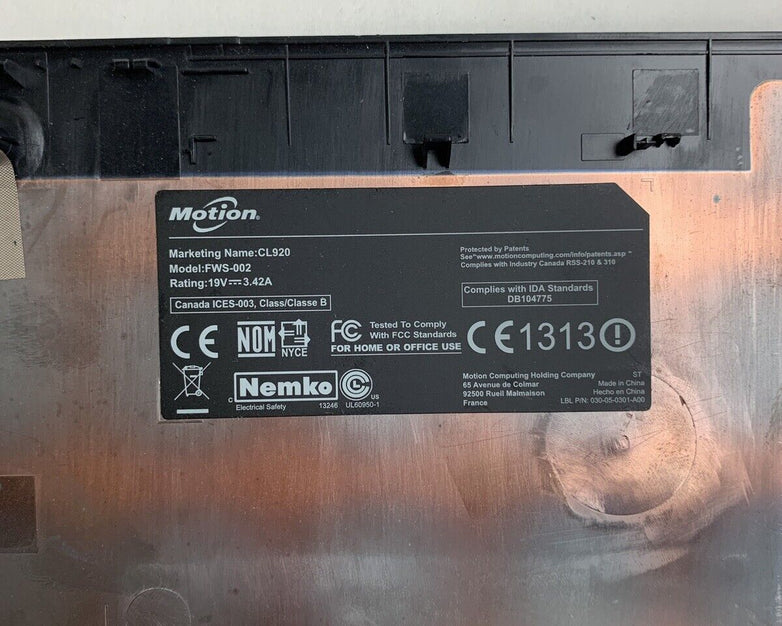 Motion®
Marketing Name:CL920
Model:FWS-002
Rating:19V⎓3.42A
Canada ICES-003, Class/Classe B
Protected by Patents
See"www.motioncomputing.com/info/patents.asp "
Complies with Industry Canada RSS-210 & 310
Complies with IDA Standards
DB104775
CE
NOM
NYCE
FC
Tested To Comply
With FCC Standards
FOR HOME OR OFFICE USE
CE1313
C Nemko US
Electrical Safety 13246 UL60950-1
Motion Computing Holding Company
65 Avenue de Colmar
92500 Rueil Malmaison
France
ST
Made in China
Hecho en China
LBL P/N: 030-05-0301-A00